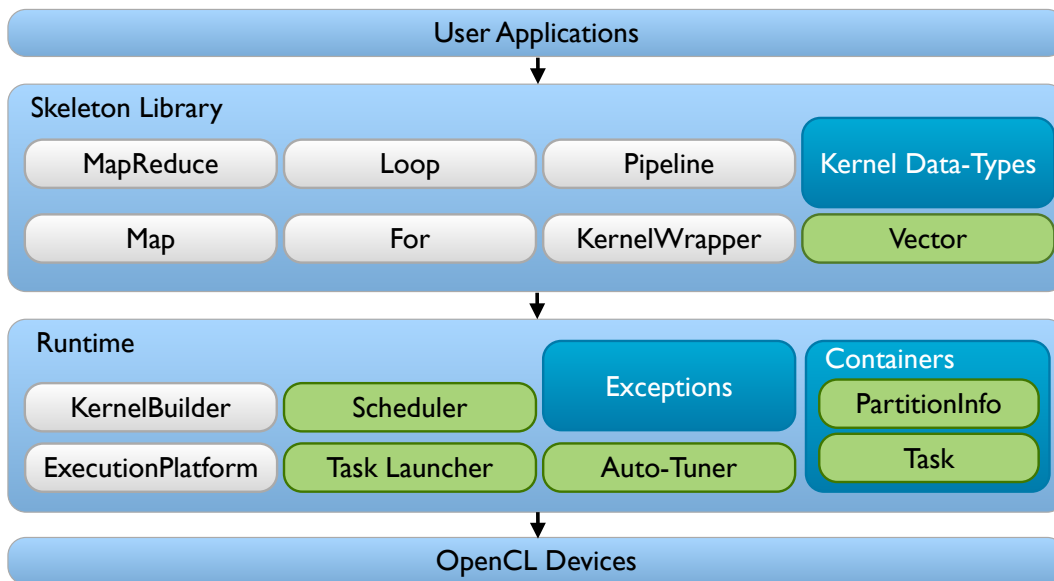 User Applications
Skeleton Library
MapReduce
Loop
Pipeline
Kernel Data-Types
Map
For
KernelWrapper
Vector
Runtime
Exceptions
Containers
KernelBuilder
Scheduler
PartitionInfo
ExecutionPlatform
Task Launcher
Auto-Tuner
Task
OpenCL Devices